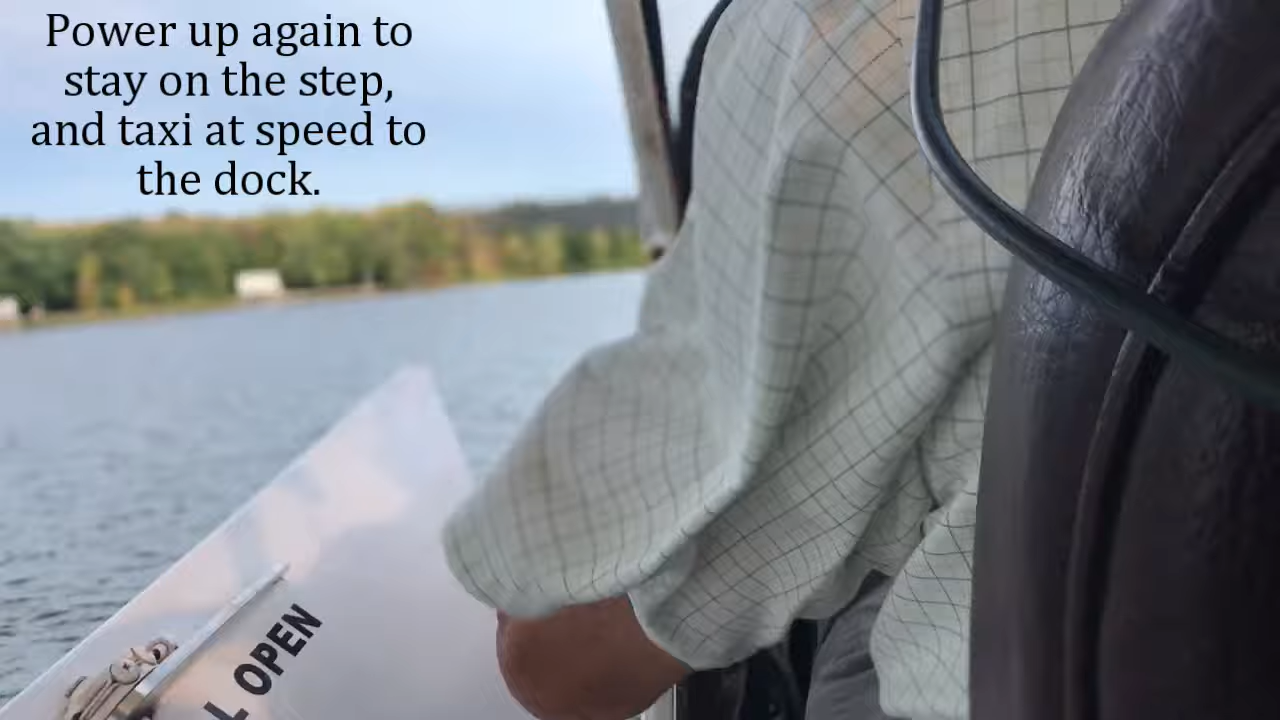 Power up again to
stay on the step,
and taxi at speed to
the dock.
OPEN